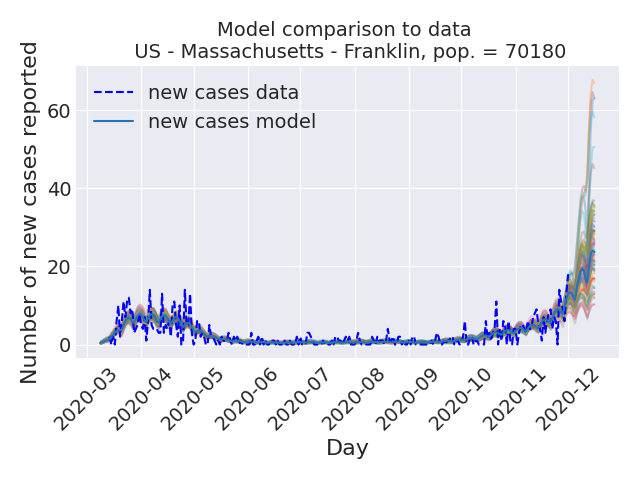 Model comparison to data
US - Massachusetts - Franklin, pop. = 70180
Number of new cases reported
60
40
20
0
new cases data
new cases model
2020-03
2020-04
2020-05
2020-06
2020-07
2020-08
2020-09
2020-10
2020-11
2020-12
Day